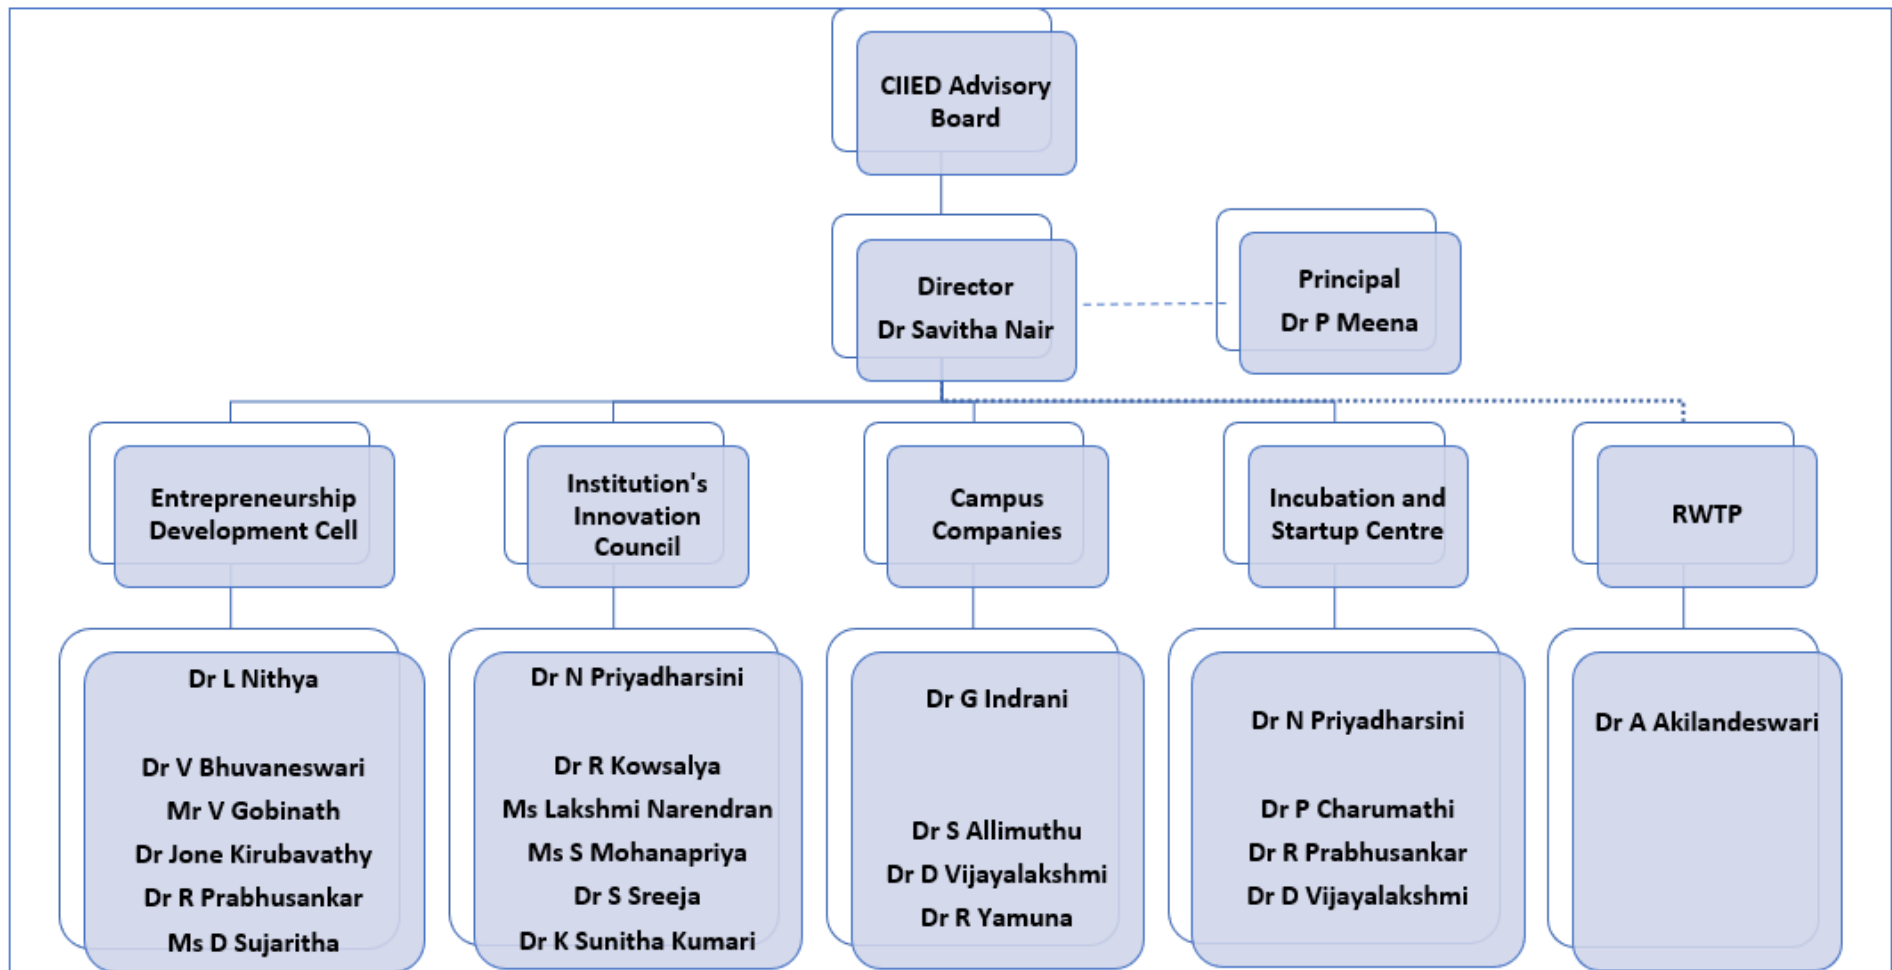 CIIED Advisory
Board
Director
Dr Savitha Nair
Principal
Dr P Meena
Entrepreneurship
Development Cell
Institution's
Innovation
Council
Campus
Companies
Incubation and
Startup Centre
RWTP
Dr L Nithya
Dr V Bhuvaneswari
Mr V Gobinath
Dr Jone Kirubavathy
Dr R Prabhusankar
Ms D Sujaritha
Dr N Priyadharsini
Dr R Kowsalya
Ms Lakshmi Narendran
Ms S Mohanapriya
Dr S Sreeja
Dr K Sunitha Kumari
Dr G Indrani
Dr S Allimuthu
Dr D Vijayalakshmi
Dr R Yamuna
Dr N Priyadharsini
Dr P Charumathi
Dr R Prabhusankar
Dr D Vijayalakshmi
Dr A Akilandeswari